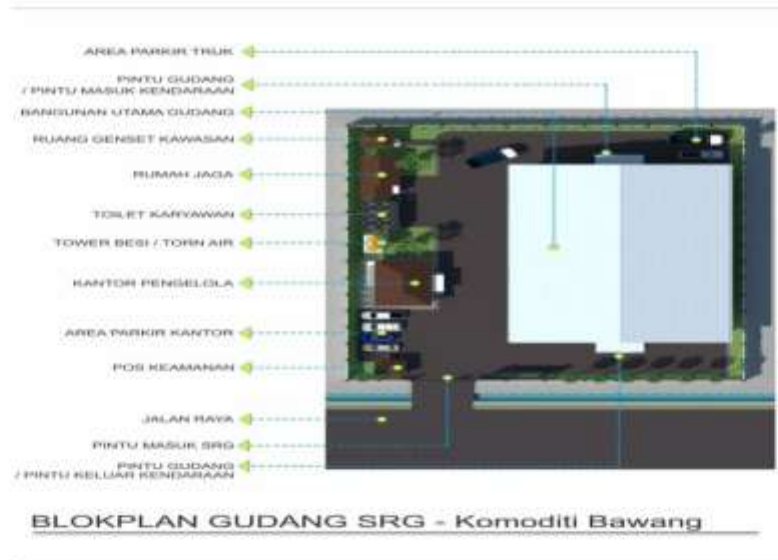 AREA PARKIR TRUK
PINTU GUDANG
/ PINTU MASUK KENDARAAN
BANGUNAN UTAMA GUDANG
RUANG GENSET KAWASAN
RUMAH JAGA
TOILET KARYAWAN
TOWER BESI / TORN AIR
KANTOR PENGELOLA
AREA PARKIR KANTOR
POS KEAMANAN
JALAN RAYA
PINTU MASUK SRG
PINTU GUDANG
/ PINTU KELUAR KENDARAAN
BLOKPLAN GUDANG SRG - Komoditi Bawang